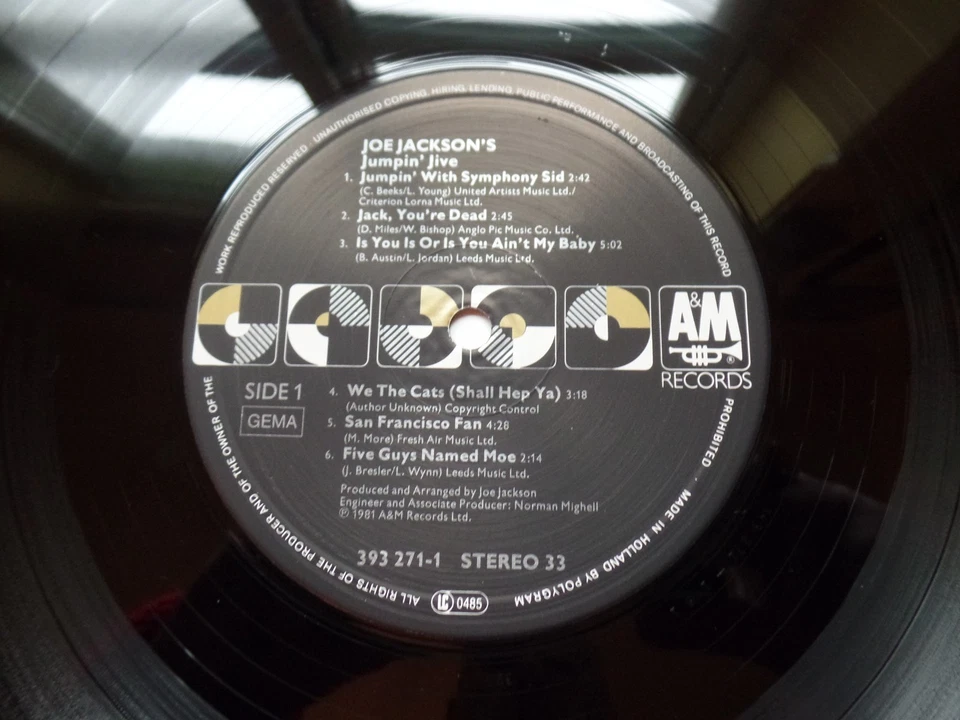 WORK REPRODUCED RESERVED · UNAUTHORISED COPYING, HIRING, LENDING, PUBLIC PERFORMANCE AND BROADCASTING OF THIS RECORD
PROHIBITED
MADE IN HOLLAND BY POLYGRAM
ALL RIGHTS OF THE PRODUCER AND OF THE OWNER OF THE
JOE JACKSON'S
Jumpin' Jive
1. Jumpin' With Symphony Sid 2:42
(C. Beeks/L. Young) United Artists Music Ltd./
Criterion Lorna Music Ltd.
2. Jack, You're Dead 2:45
(D. Miles/W. Bishop) Anglo Pic Music Co. Ltd.
3. Is You Is Or Is You Ain't My Baby 5:02
(B. Austin/L. Jordan) Leeds Music Ltd.
A&M
®
RECORDS
SIDE 1
GEMA
4. We The Cats (Shall Hep Ya) 3:18
(Author Unknown) Copyright Control
5. San Francisco Fan 4:28
(M. More) Fresh Air Music Ltd.
6. Five Guys Named Moe 2:14
(J. Bresler/L. Wynn) Leeds Music Ltd.
Produced and Arranged by Joe Jackson
Engineer and Associate Producer: Norman Mighell
℗ 1981 A&M Records Ltd.
393 271-1 STEREO 33
LC 0485